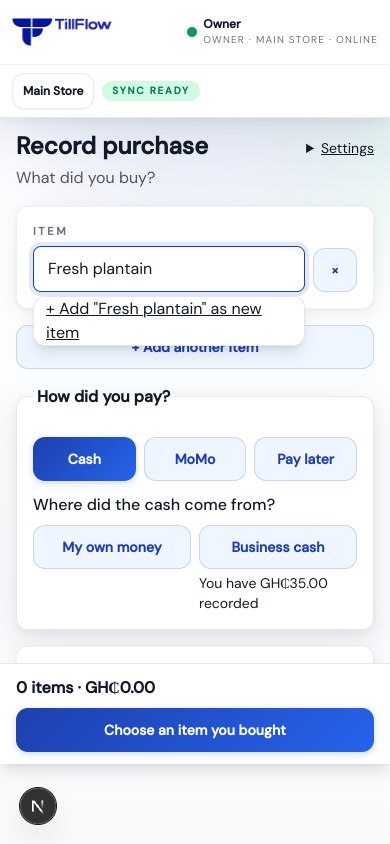 TillFlow
Owner
OWNER · MAIN STORE · ONLINE
Main Store
SYNC READY
Record purchase
▶ Settings
What did you buy?
ITEM
Fresh plantain
×
+ Add "Fresh plantain" as new
item
+ Add another item
How did you pay?
Cash
MoMo
Pay later
Where did the cash come from?
My own money
Business cash
You have GH₵35.00
recorded
0 items · GH₵0.00
Choose an item you bought
N